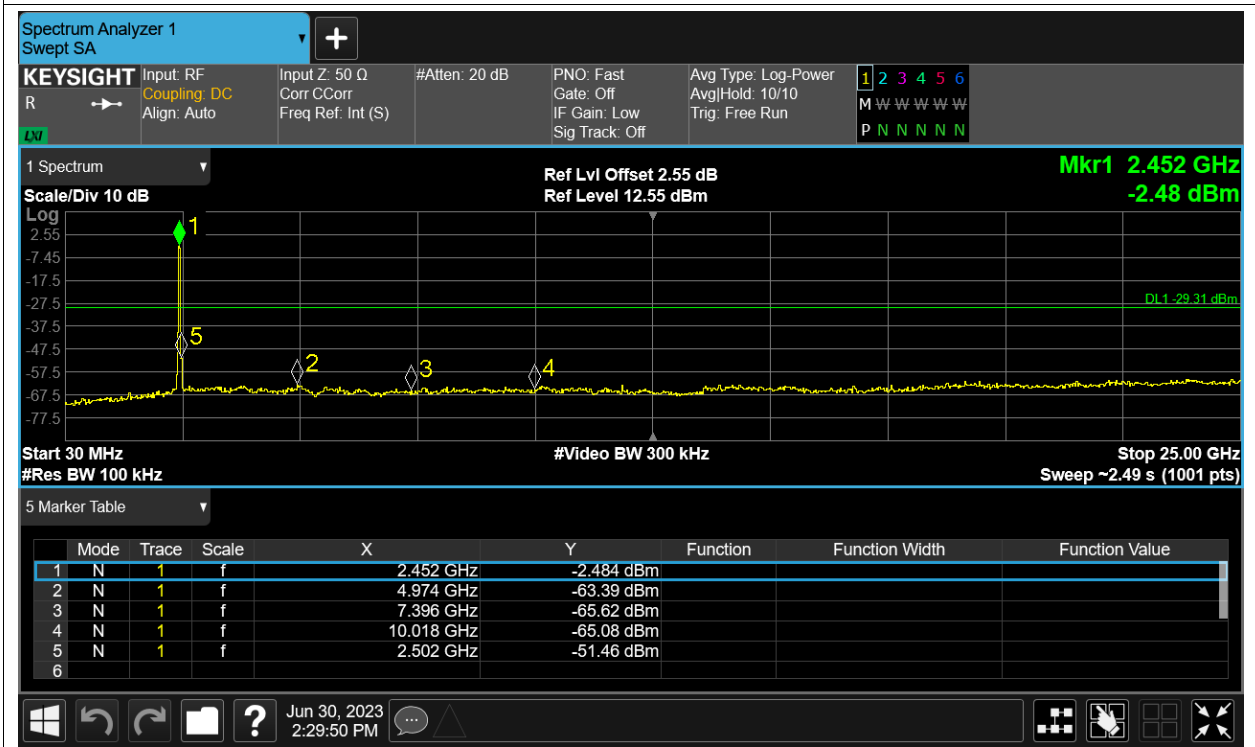 Spectrum Analyzer 1
Swept SA
KEYSIGHT Input: RF Input Z: 50 Ω #Atten: 20 dB PNO: Fast Avg Type: Log-Power 1 2 3 4 5 6
R Coupling: DC Corr CCorr Gate: Off Avg|Hold: 10/10 M W W W W W
Align: Auto Freq Ref: Int (S) IF Gain: Low Trig: Free Run
LXI Sig Track: Off P N N N N N
1 Spectrum Ref Lvl Offset 2.55 dB Mkr1 2.452 GHz
Scale/Div 10 dB Ref Level 12.55 dBm -2.48 dBm
Log
1
2.55
-7.45
-17.5
-27.5 DL1 -29.31 dBm
-37.5
5
-47.5
-57.5 2 3 4
-67.5
-77.5
Start 30 MHz #Video BW 300 kHz Stop 25.00 GHz
#Res BW 100 kHz Sweep ~2.49 s (1001 pts)
5 Marker Table
Mode Trace Scale X Y Function Function Width Function Value
1 N 1 f 2.452 GHz -2.484 dBm
2 N 1 f 4.974 GHz -63.39 dBm
3 N 1 f 7.396 GHz -65.62 dBm
4 N 1 f 10.018 GHz -65.08 dBm
5 N 1 f 2.502 GHz -51.46 dBm
6
? Jun 30, 2023
2:29:50 PM